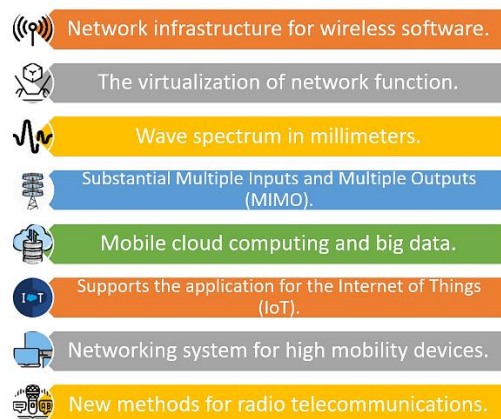 Network infrastructure for wireless software.
The virtualization of network function.
Wave spectrum in millimeters.
Substantial Multiple Inputs and Multiple Outputs
(MIMO).
Mobile cloud computing and big data.
IoT
Supports the application for the Internet of Things
(IoT).
Networking system for high mobility devices.
New methods for radio telecommunications.